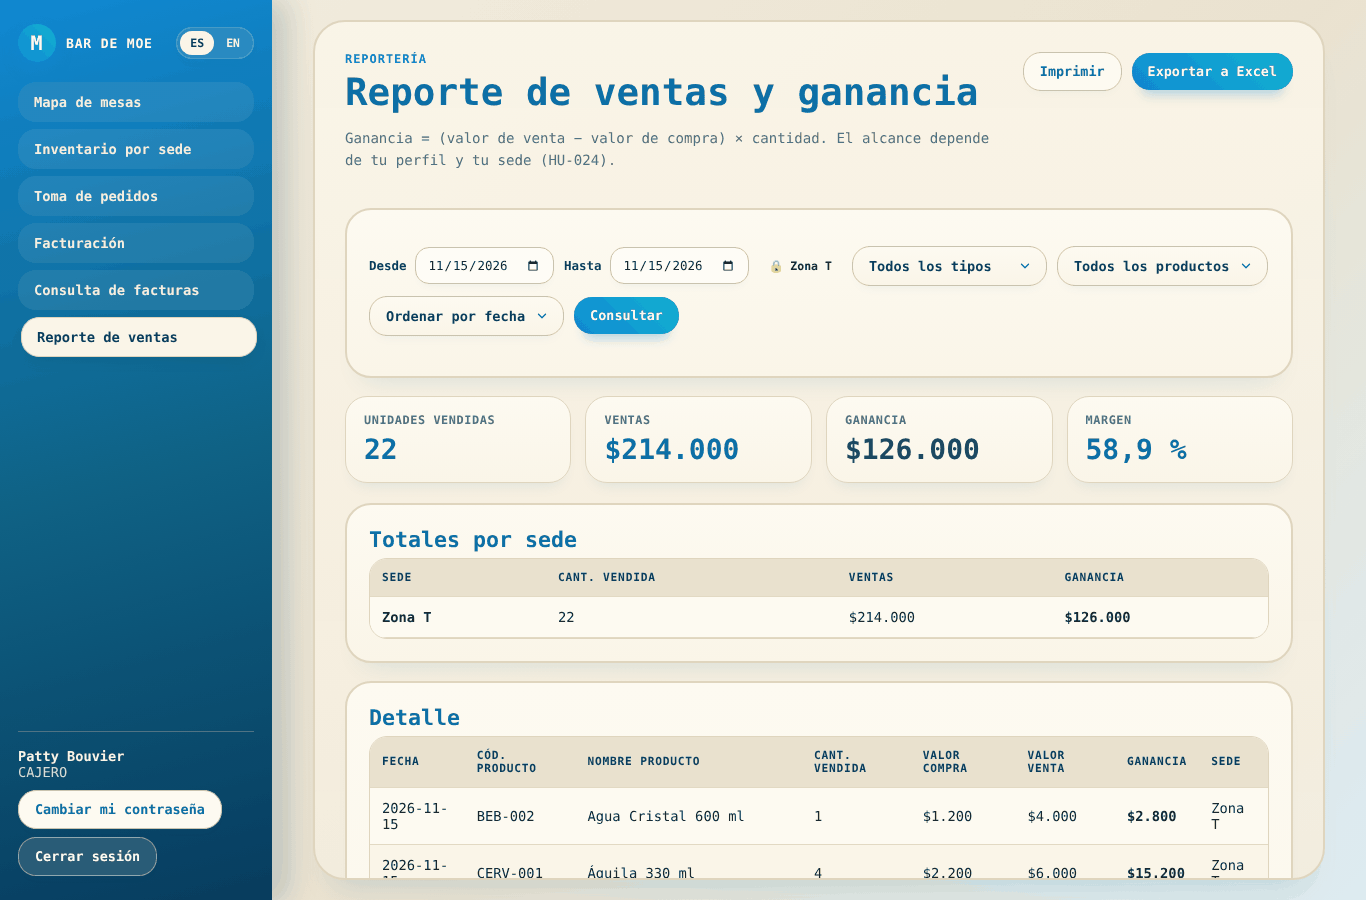 M BAR DE MOE ES EN
Mapa de mesas
Inventario por sede
Toma de pedidos
Facturación
Consulta de facturas
Reporte de ventas
Patty Bouvier
CAJERO
Cambiar mi contraseña
Cerrar sesión
REPORTERÍA
Reporte de ventas y ganancia
Imprimir Exportar a Excel
Ganancia = (valor de venta − valor de compra) × cantidad. El alcance depende
de tu perfil y tu sede (HU-024).
Desde 11/15/2026 Hasta 11/15/2026 🔒 Zona T Todos los tipos Todos los productos
Ordenar por fecha Consultar
UNIDADES VENDIDAS VENTAS GANANCIA MARGEN
22 $214.000 $126.000 58,9 %
Totales por sede
SEDE CANT. VENDIDA VENTAS GANANCIA
Zona T 22 $214.000 $126.000
Detalle
FECHA CÓD. PRODUCTO NOMBRE PRODUCTO CANT. VENDIDA VALOR COMPRA VALOR VENTA GANANCIA SEDE
2026-11-15 BEB-002 Agua Cristal 600 ml 1 $1.200 $4.000 $2.800 Zona T
2026-11-15 CERV-001 Águila 330 ml 4 $2.200 $6.000 $15.200 Zona T